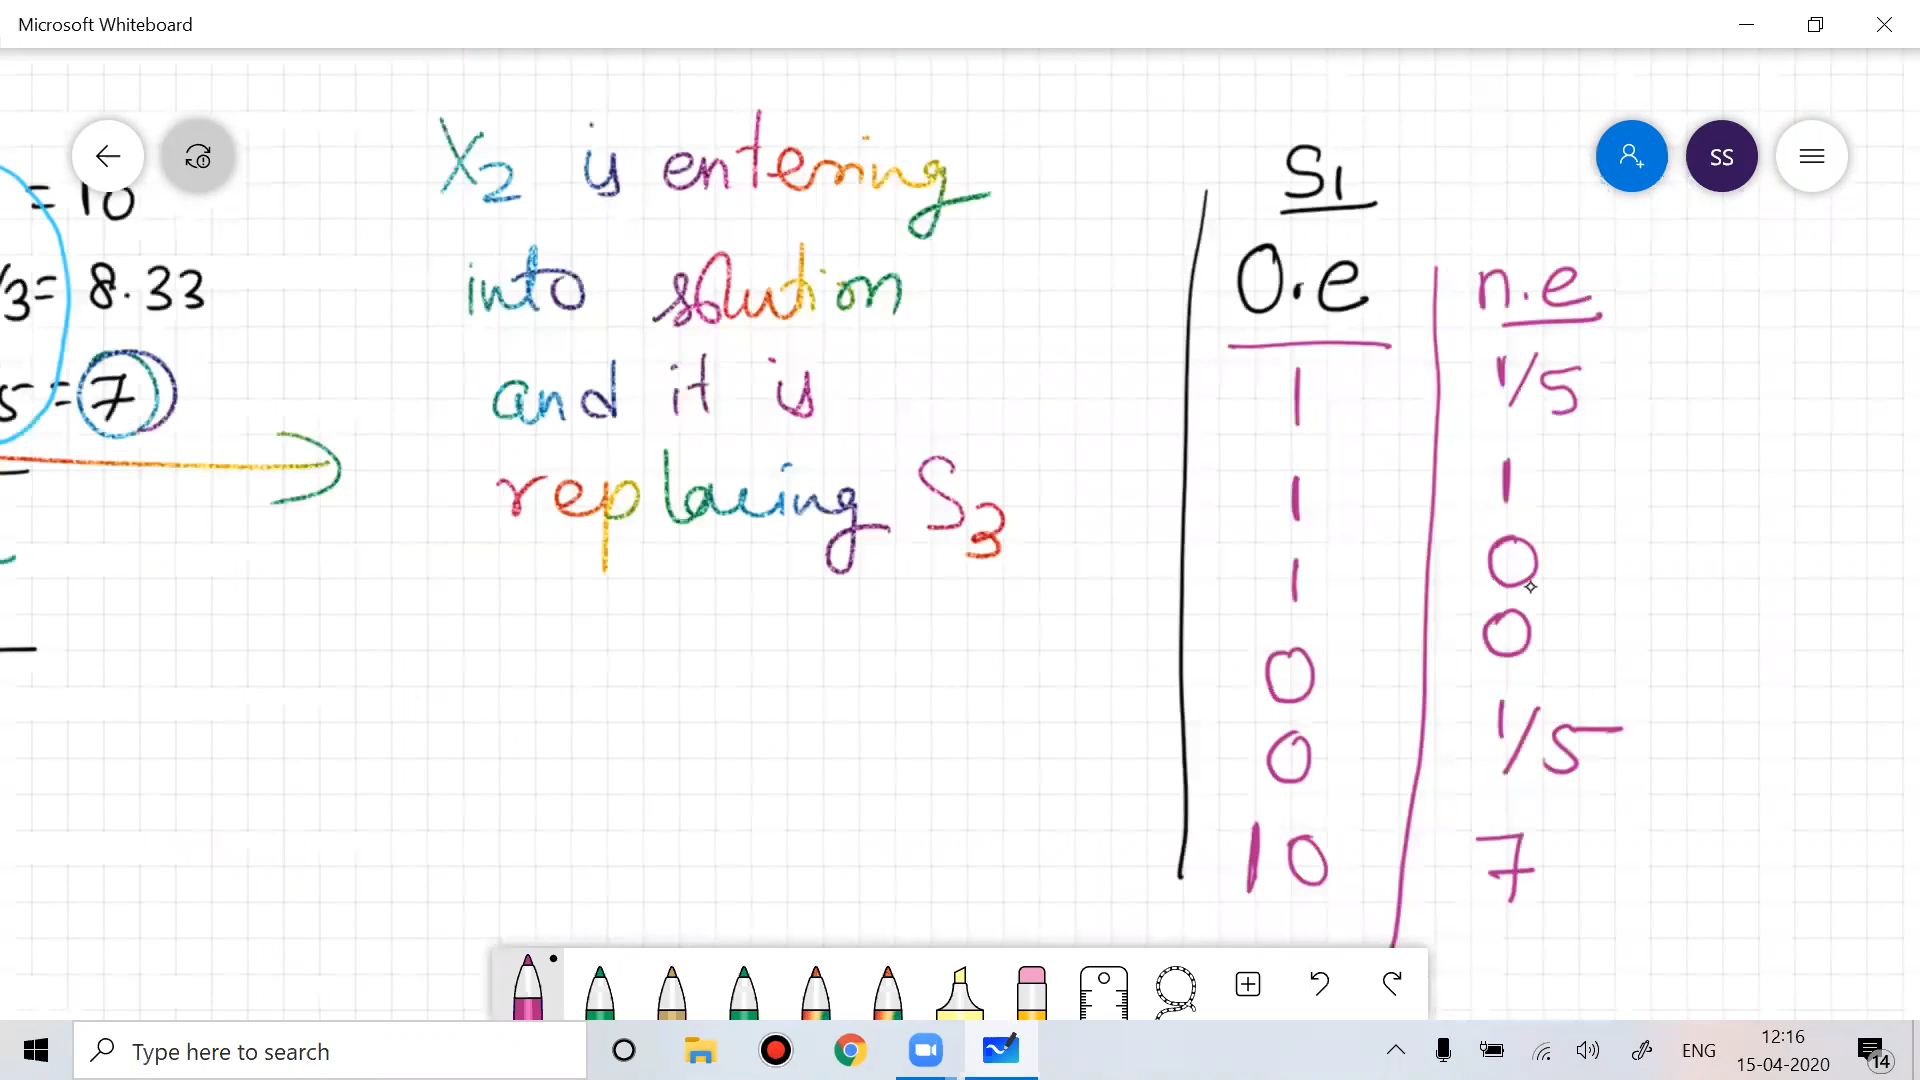 Microsoft Whiteboard
= 10
/3= 8.33
5 = 7
X2 is entering
into solution
and it is
replacing S3
S1
O.e
n.e
1 1/5
1 1
1 0
0 0
0 1/5
10 7
SS
Type here to search
ENG
12:16
15-04-2020
14